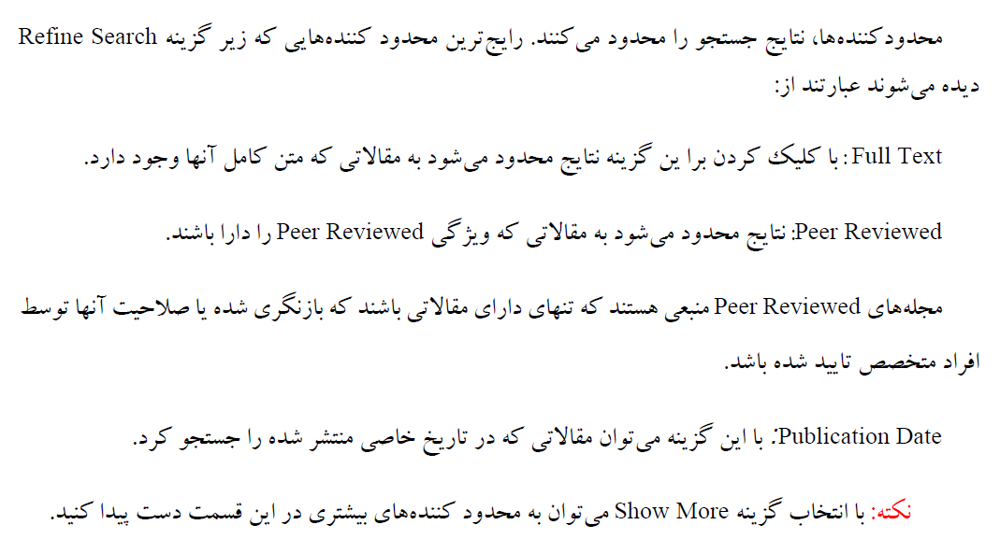 محدودکننده‌ها، نتایج جستجو را محدود می‌کنند. رایج‌ترین محدود کننده‌هایی که زیر گزینه Refine Search
دیده می‌شوند عبارتند از:
Full Text: با کلیک کردن برا ین گزینه نتایج محدود می‌شود به مقالاتی که متن کامل آنها وجود دارد.
Peer Reviewed: نتایج محدود می‌شود به مقالاتی که ویژگی Peer Reviewed را دارا باشند.
مجله‌های Peer Reviewed منبعی هستند که تنهای دارای مقالاتی باشند که بازنگری شده یا صلاحیت آنها توسط
افراد متخصص تایید شده باشد.
Publication Date: با این گزینه می‌توان مقالاتی که در تاریخ خاصی منتشر شده را جستجو کرد.
نکته: با انتخاب گزینه Show More می‌توان به محدود کننده‌های بیشتری در این قسمت دست پیدا کنید.